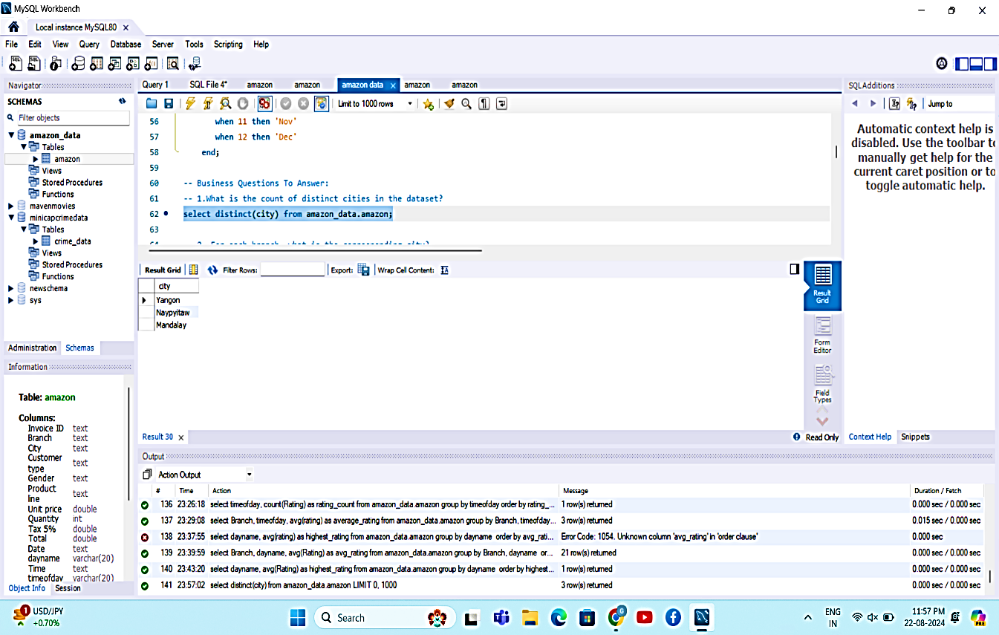 MySQL Workbench
Local instance MySQL80
File Edit View Query Database Server Tools Scripting Help
Navigator
SCHEMAS
Filter objects
amazon_data
Tables
amazon
Views
Stored Procedures
Functions
mavenmovies
minicapcrimedata
Tables
crime_data
Views
Stored Procedures
Functions
newschema
sys
Administration Schemas
Information
Table: amazon
Columns:
Invoice ID text
Branch text
City text
Customer type text
Gender text
Product line text
Unit price double
Quantity int
Tax 5% double
Total double
Date text
dayname varchar(20)
Time text
timeofday varchar(20)
Object Info Session
Query 1 SQL File 4* amazon amazon amazon data amazon amazon
Limit to 1000 rows
56 when 11 then 'Nov'
57 when 12 then 'Dec'
58 end;
59
60 -- Business Questions To Answer:
61 -- 1.What is the count of distinct cities in the dataset?
62 select distinct(city) from amazon_data.amazon;
63
Result Grid Filter Rows: Export: Wrap Cell Content:
city
Yangon
Naypyitaw
Mandalay
Result Grid
Form Editor
Field Types
Result 30
Read Only
SQL Additions
Jump to
Automatic context help is
disabled. Use the toolbar to
manually get help for the
current caret position or to
toggle automatic help.
Context Help Snippets
Output
Action Output
# Time Action Message Duration / Fetch
136 23:26:18 select timeofday, count(Rating) as rating_count from amazon_data.amazon group by timeofday order by rating_... 1 row(s) returned 0.000 sec / 0.000 sec
137 23:29:08 select Branch, timeofday, avg(rating) as average_rating from amazon_data.amazon group by Branch, timeofday... 3 row(s) returned 0.015 sec / 0.000 sec
138 23:37:55 select dayname, avg(rating) as highest_rating from amazon_data.amazon group by dayname order by avg_rati... Error Code: 1054. Unknown column 'avg_rating' in 'order clause' 0.000 sec
139 23:39:59 select Branch, dayname, avg(Rating) as avg_rating from amazon_data.amazon group by Branch, dayname or... 21 row(s) returned 0.000 sec / 0.000 sec
140 23:43:20 select dayname, avg(Rating) as highest_rating from amazon_data.amazon group by dayname order by highest... 1 row(s) returned 0.000 sec / 0.000 sec
141 23:57:02 select distinct(city) from amazon_data.amazon LIMIT 0, 1000 3 row(s) returned 0.000 sec / 0.000 sec
1 USD/JPY
+0.70%
Search
ENG
IN
11:57 PM
22-08-2024
PRE